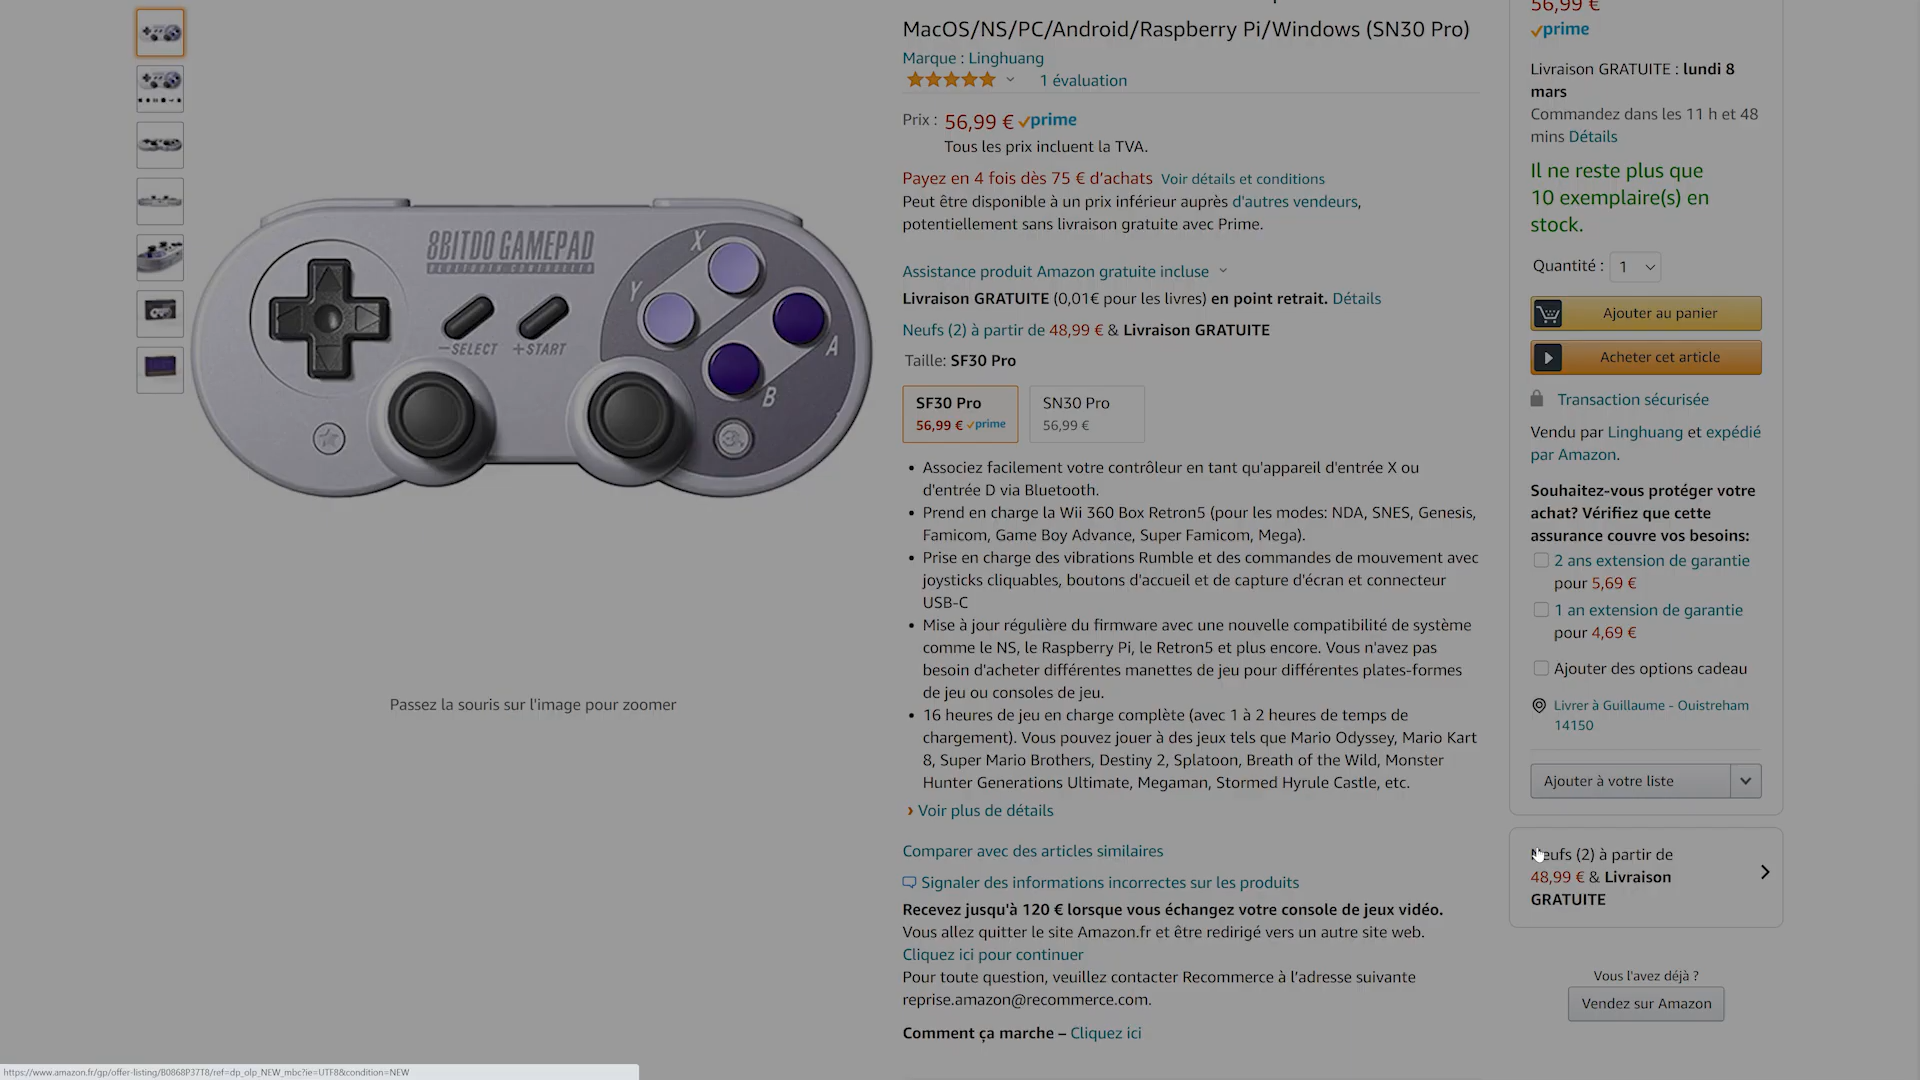 MacOS/NS/PC/Android/Raspberry Pi/Windows (SN30 Pro)
Marque : Linghuang
1 évaluation
Prix : 56,99 € prime
Tous les prix incluent la TVA.
Payez en 4 fois dès 75 € d'achats Voir détails et conditions
Peut être disponible à un prix inférieur auprès d'autres vendeurs,
potentiellement sans livraison gratuite avec Prime.
Assistance produit Amazon gratuite incluse
Livraison GRATUITE (0,01€ pour les livres) en point retrait. Détails
Neufs (2) à partir de 48,99 € & Livraison GRATUITE
Taille: SF30 Pro
SF30 Pro
56,99 € prime
SN30 Pro
56,99 €
• Associez facilement votre contrôleur en tant qu'appareil d'entrée X ou
d'entrée D via Bluetooth.
• Prend en charge la Wii 360 Box Retron5 (pour les modes: NDA, SNES, Genesis,
Famicom, Game Boy Advance, Super Famicom, Mega).
• Prise en charge des vibrations Rumble et des commandes de mouvement avec
joysticks cliquables, boutons d'accueil et de capture d'écran et connecteur
USB-C
• Mise à jour régulière du firmware avec une nouvelle compatibilité de système
comme le NS, le Raspberry Pi, le Retron5 et plus encore. Vous n'avez pas
besoin d'acheter différentes manettes de jeu pour différentes plates-formes
de jeu ou consoles de jeu.
• 16 heures de jeu en charge complète (avec 1 à 2 heures de temps de
chargement). Vous pouvez jouer à des jeux tels que Mario Odyssey, Mario Kart
8, Super Mario Brothers, Destiny 2, Splatoon, Breath of the Wild, Monster
Hunter Generations Ultimate, Megaman, Stormed Hyrule Castle, etc.
› Voir plus de détails
Comparer avec des articles similaires
Signaler des informations incorrectes sur les produits
Recevez jusqu'à 120 € lorsque vous échangez votre console de jeux vidéo.
Vous allez quitter le site Amazon.fr et être redirigé vers un autre site web.
Cliquez ici pour continuer
Pour toute question, veuillez contacter Recommerce à l'adresse suivante
reprise.amazon@recommerce.com.
Comment ça marche – Cliquez ici
8BITDO GAMEPAD
BLUETOOTH CONTROLLER
X
Y
A
B
−SELECT
+START
Passez la souris sur l'image pour zoomer
56,99 €
prime
Livraison GRATUITE : lundi 8
mars
Commandez dans les 11 h et 48
mins Détails
Il ne reste plus que
10 exemplaire(s) en
stock.
Quantité : 1
Ajouter au panier
Acheter cet article
Transaction sécurisée
Vendu par Linghuang et expédié
par Amazon.
Souhaitez-vous protéger votre
achat? Vérifiez que cette
assurance couvre vos besoins:
2 ans extension de garantie
pour 5,69 €
1 an extension de garantie
pour 4,69 €
Ajouter des options cadeau
Livrer à Guillaume - Ouistreham
14150
Ajouter à votre liste
Neufs (2) à partir de
48,99 € & Livraison
GRATUITE
Vous l'avez déjà ?
Vendez sur Amazon
https://www.amazon.fr/gp/offer-listing/B0868P37T8/ref=dp_olp_NEW_mbc?ie=UTF8&condition=NEW